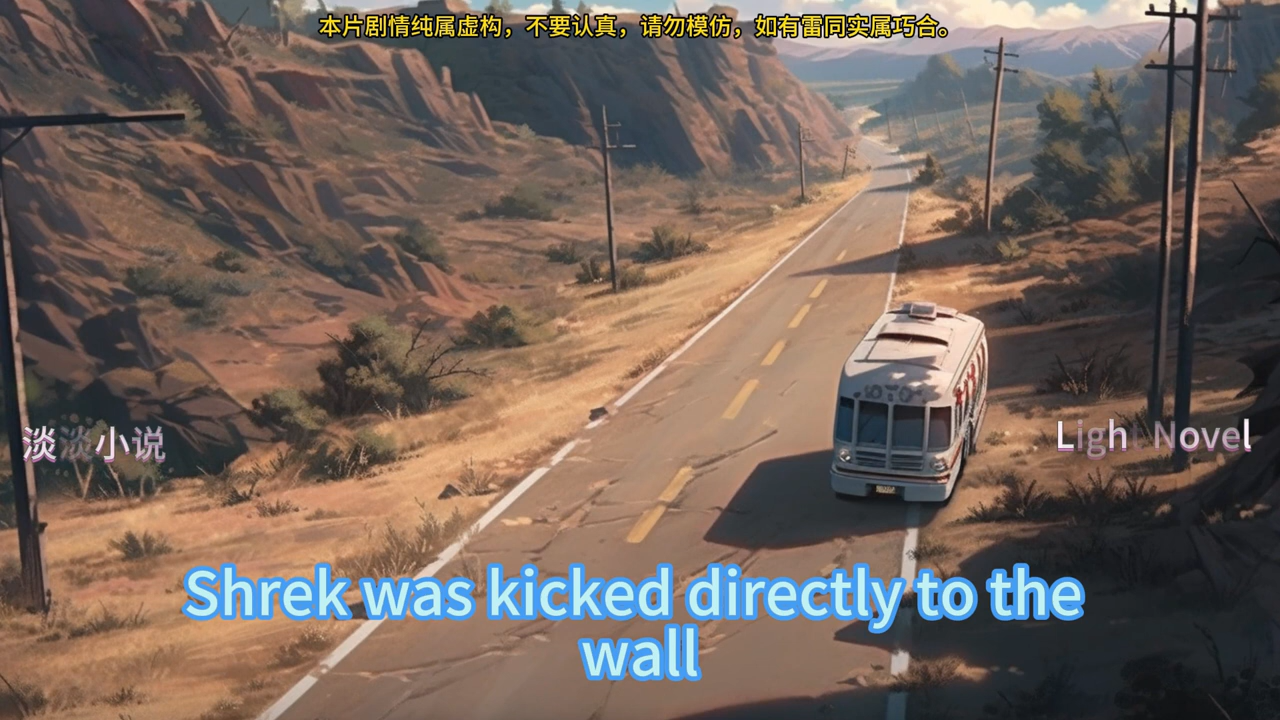 本片剧情纯属虚构，不要认真，请勿模仿，如有雷同实属巧合。
淡淡小说
Light Novel
Shrek was kicked directly to the
wall